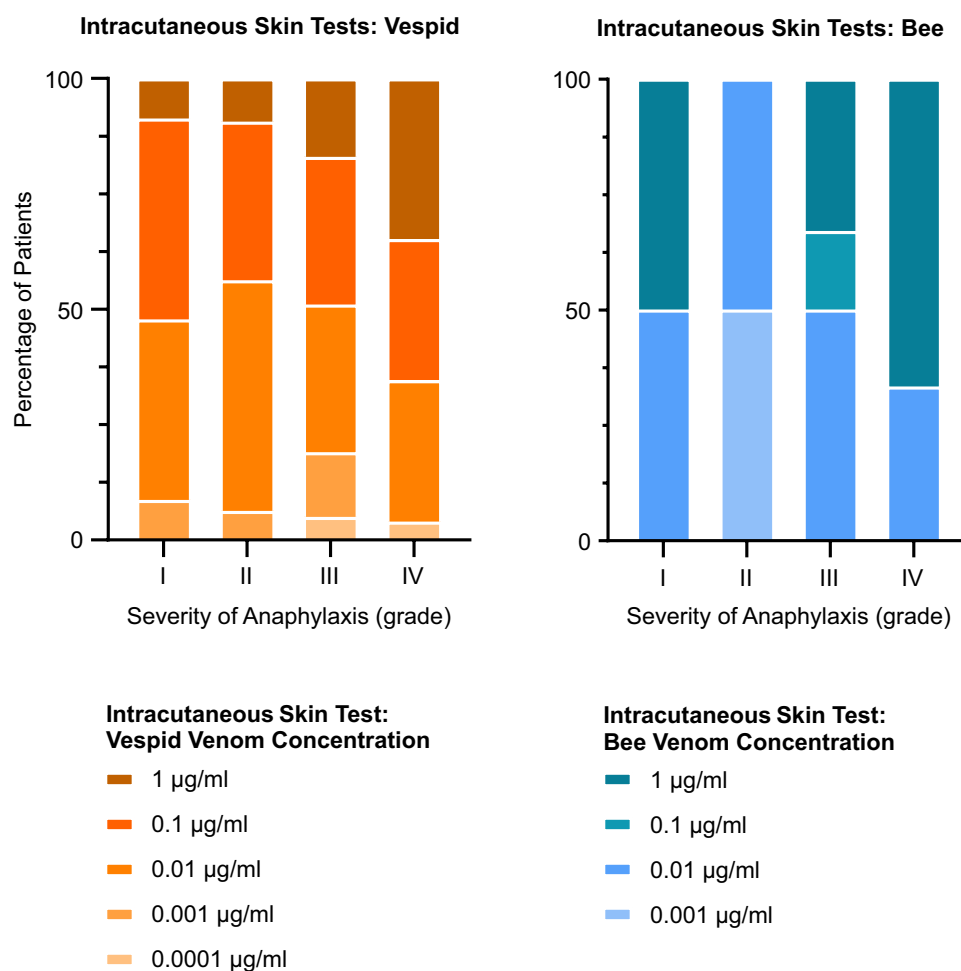 Intracutaneous Skin Tests: Vespid
100
50
0
Percentage of Patients
I II III IV
Severity of Anaphylaxis (grade)
Intracutaneous Skin Test:
Vespid Venom Concentration
1 µg/ml
0.1 µg/ml
0.01 µg/ml
0.001 µg/ml
0.0001 µg/ml
Intracutaneous Skin Tests: Bee
100
50
0
I II III IV
Severity of Anaphylaxis (grade)
Intracutaneous Skin Test:
Bee Venom Concentration
1 µg/ml
0.1 µg/ml
0.01 µg/ml
0.001 µg/ml